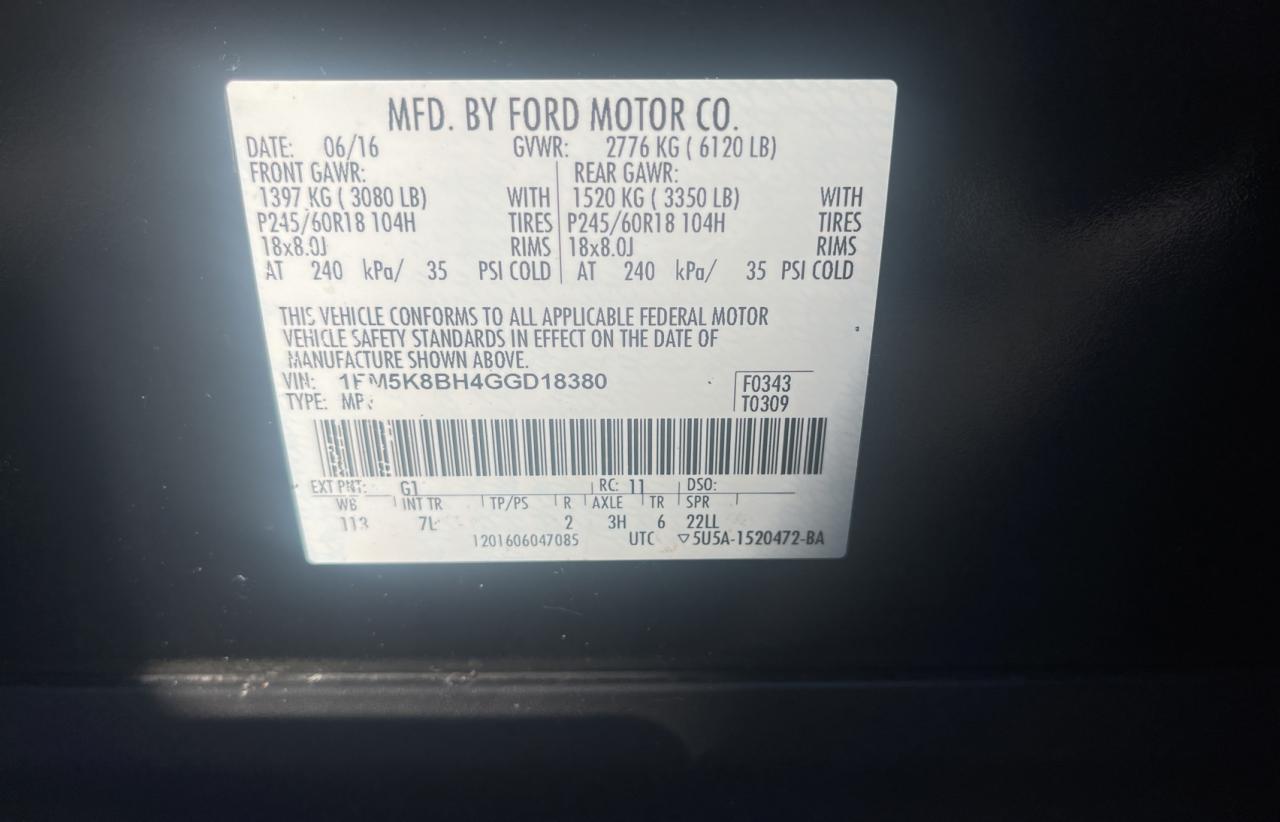 MFD. BY FORD MOTOR CO.
DATE: 06/16 GVWR: 2776 KG ( 6120 LB)
FRONT GAWR: REAR GAWR:
1397 KG ( 3080 LB) WITH 1520 KG ( 3350 LB) WITH
P245/60R18 104H TIRES P245/60R18 104H TIRES
18x8.0J RIMS 18x8.0J RIMS
AT 240 kPa/ 35 PSI COLD AT 240 kPa/ 35 PSI COLD
THIS VEHICLE CONFORMS TO ALL APPLICABLE FEDERAL MOTOR
VEHICLE SAFETY STANDARDS IN EFFECT ON THE DATE OF
MANUFACTURE SHOWN ABOVE.
VIN: 1FM5K8BH4GGD18380 F0343
TYPE: T0309
EXT PNT: G1 RC: 11 DSO:
WB INT TR TP/PS R AXLE TR SPR
113 2 3H 6 22LL
1201606047085 UTC ▽5U5A-1520472-BA